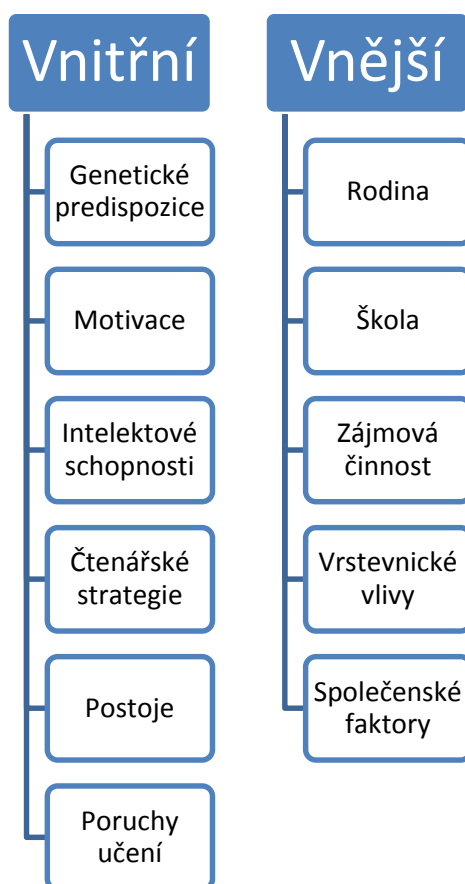 Vnitřní
Genetické
predispozice
Motivace
Intelektové
schopnosti
Čtenářské
strategie
Postoje
Poruchy
učení
Vnější
Rodina
Škola
Zájmová
činnost
Vrstevnické
vlivy
Společenské
faktory